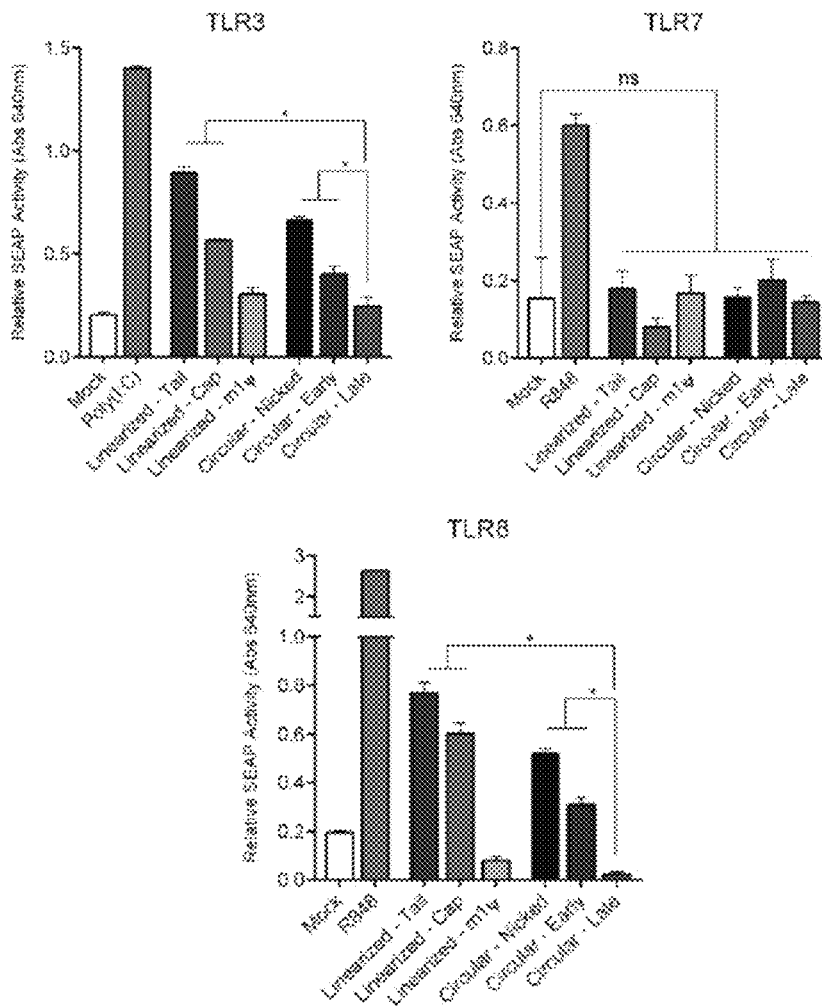 TLR3
Relative SEAP Activity (Abs 640nm)
1.5
1.0
0.5
0.0
*
*
Mock
Poly(I:C)
Linearized - Tail
Linearized - Cap
Linearized - m1ψ
Circular - Nicked
Circular - Early
Circular - Late
TLR7
Relative SEAP Activity (Abs 640nm)
0.8
0.6
0.4
0.2
0.0
ns
Mock
R848
Linearized - Tail
Linearized - Cap
Linearized - m1ψ
Circular - Nicked
Circular - Early
Circular - Late
TLR8
Relative SEAP Activity (Abs 640nm)
3
2
1.0
0.8
0.6
0.4
0.2
0.0
*
*
Mock
R848
Linearized - Tail
Linearized - Cap
Linearized - m1ψ
Circular - Nicked
Circular - Early
Circular - Late